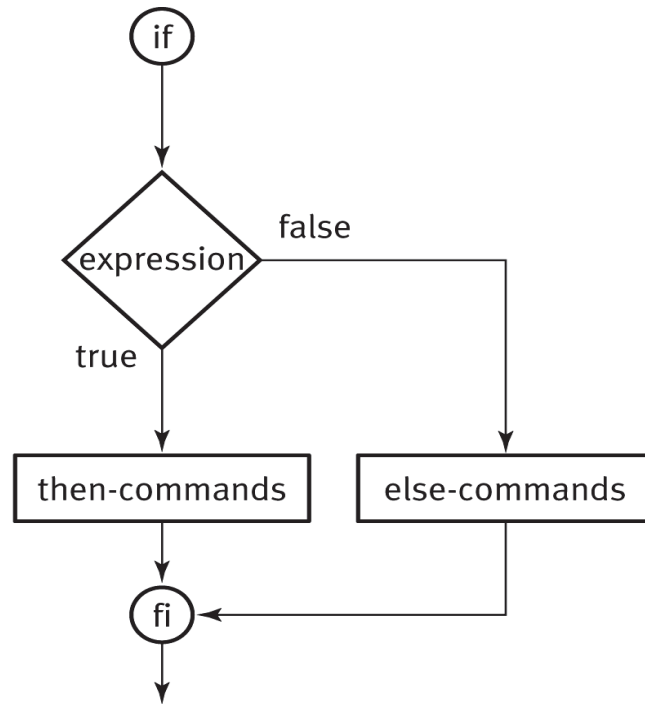 if
false
expression
true
then-commands
else-commands
fi